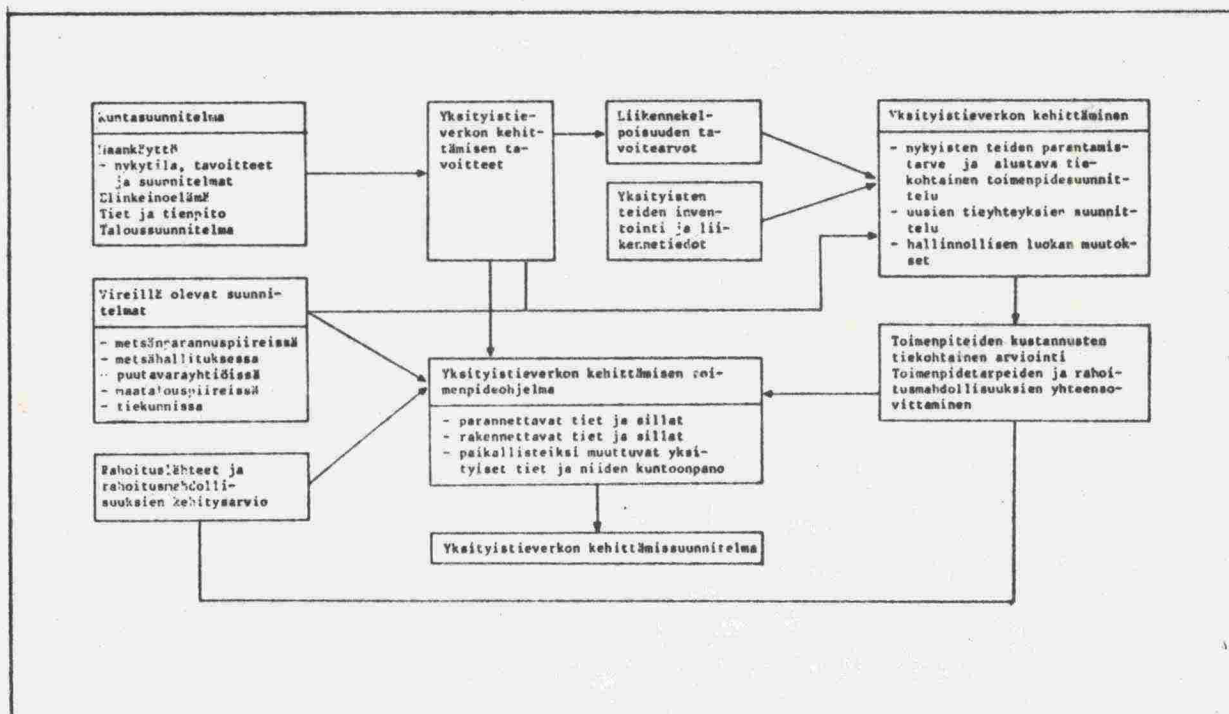 Kuntasuunnitelma
Maankäyttö
- nykytila, tavoitteet
ja suunnitelmat
Elinkeinoelämä
Tiet ja tienpito
Taloussuunnitelma
Yksityistie-
verkon kehit-
tämisen ta-
voitteet
Liikennekel-
poisuuden ta-
voitearvot
Yksityisten
teiden inven-
tointi ja lii-
kennetiedot
Yksityistieverkon kehittäminen
- nykyisten teiden parantamis-
tarve ja alustava tie-
kohtainen toimenpidesuunnit-
telu
- uusien tieyhteyksien suunnit-
telu
- hallinnollisen luokan muutok-
set
Vireillä olevat suunni-
telmat
- metsänparannuspiireissä
- metsähallituksessa
- puutavarayhtiöissä
- maatalouspiireissä
- tiekunnissa
Yksityistieverkon kehittämisen toi-
menpideohjelma
- parannettavat tiet ja sillat
- rakennettavat tiet ja sillat
- paikallisteiksi muuttuvat yksi-
tyiset tiet ja niiden kuntoonpano
Toimenpiteiden kustannusten
tiekohtainen arviointi
Toimenpidetarpeiden ja rahoi-
tusmahdollisuuksien yhteenso-
vittaminen
Rahoituslähteet ja
rahoitusmahdolli-
suuksien kehitysarvio
Yksityistieverkon kehittämissuunnitelma